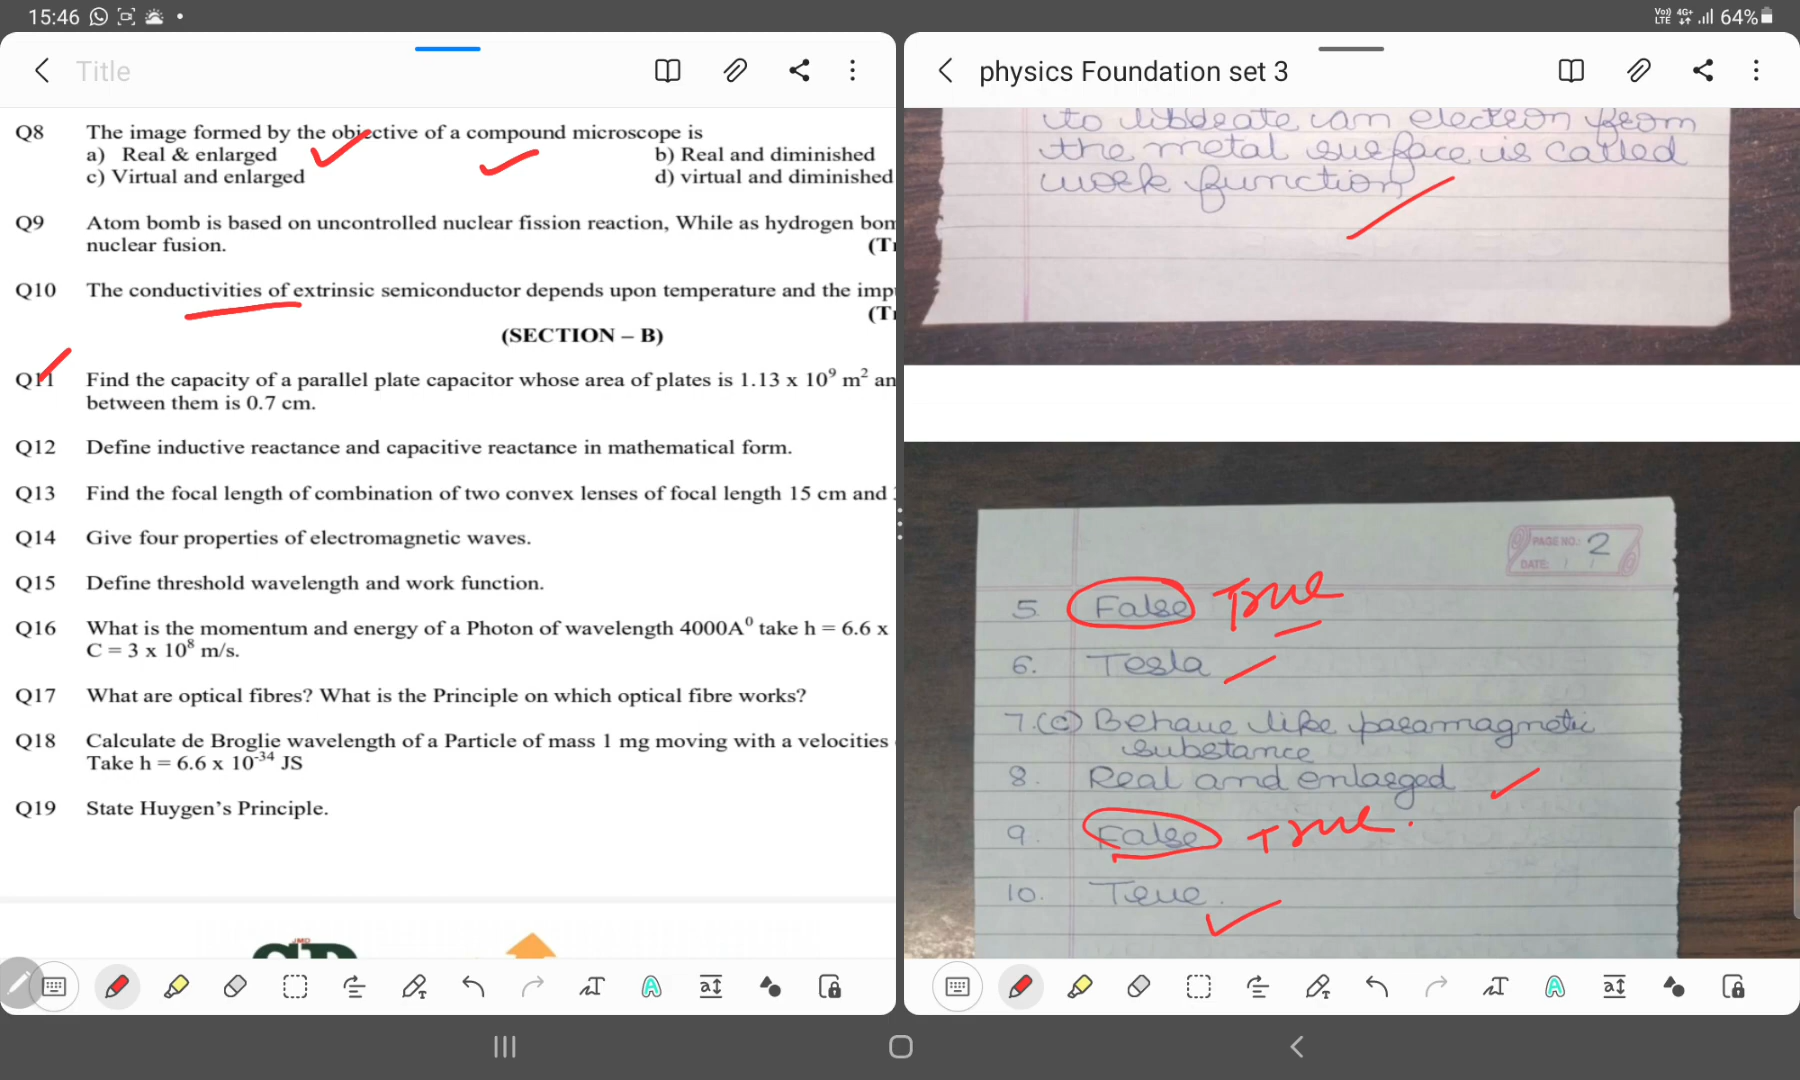 15:46
Vo)) LTE 4G+ 64%
Title
Q8 The image formed by the objective of a compound microscope is
a) Real & enlarged b) Real and diminished
c) Virtual and enlarged d) virtual and diminished
Q9 Atom bomb is based on uncontrolled nuclear fission reaction, While as hydrogen bom
nuclear fusion. (Tr
Q10 The conductivities of extrinsic semiconductor depends upon temperature and the imp
(Tr
(SECTION – B)
Q11 Find the capacity of a parallel plate capacitor whose area of plates is 1.13 x 10⁹ m² an
between them is 0.7 cm.
Q12 Define inductive reactance and capacitive reactance in mathematical form.
Q13 Find the focal length of combination of two convex lenses of focal length 15 cm and
Q14 Give four properties of electromagnetic waves.
Q15 Define threshold wavelength and work function.
Q16 What is the momentum and energy of a Photon of wavelength 4000A⁰ take h = 6.6 x
C = 3 x 10⁸ m/s.
Q17 What are optical fibres? What is the Principle on which optical fibre works?
Q18 Calculate de Broglie wavelength of a Particle of mass 1 mg moving with a velocities
Take h = 6.6 x 10⁻³⁴ JS
Q19 State Huygen's Principle.
physics Foundation set 3
to liberate an electron from
the metal surface is called
work function
PAGE NO.: 2
DATE: / /
5. False True
6. Tesla
7.(c) Behave like paramagnetic
substance
8. Real and enlarged
9. False True.
10. True.